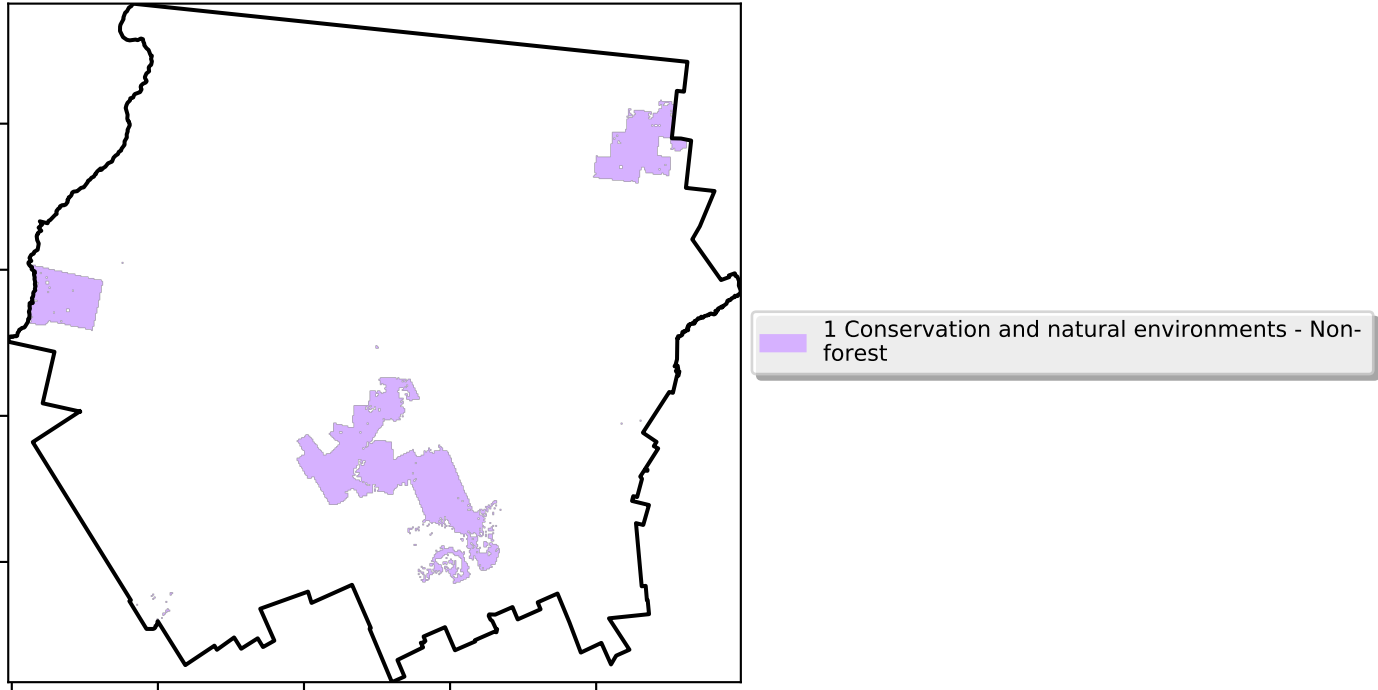 1 Conservation and natural environments - Non-
forest